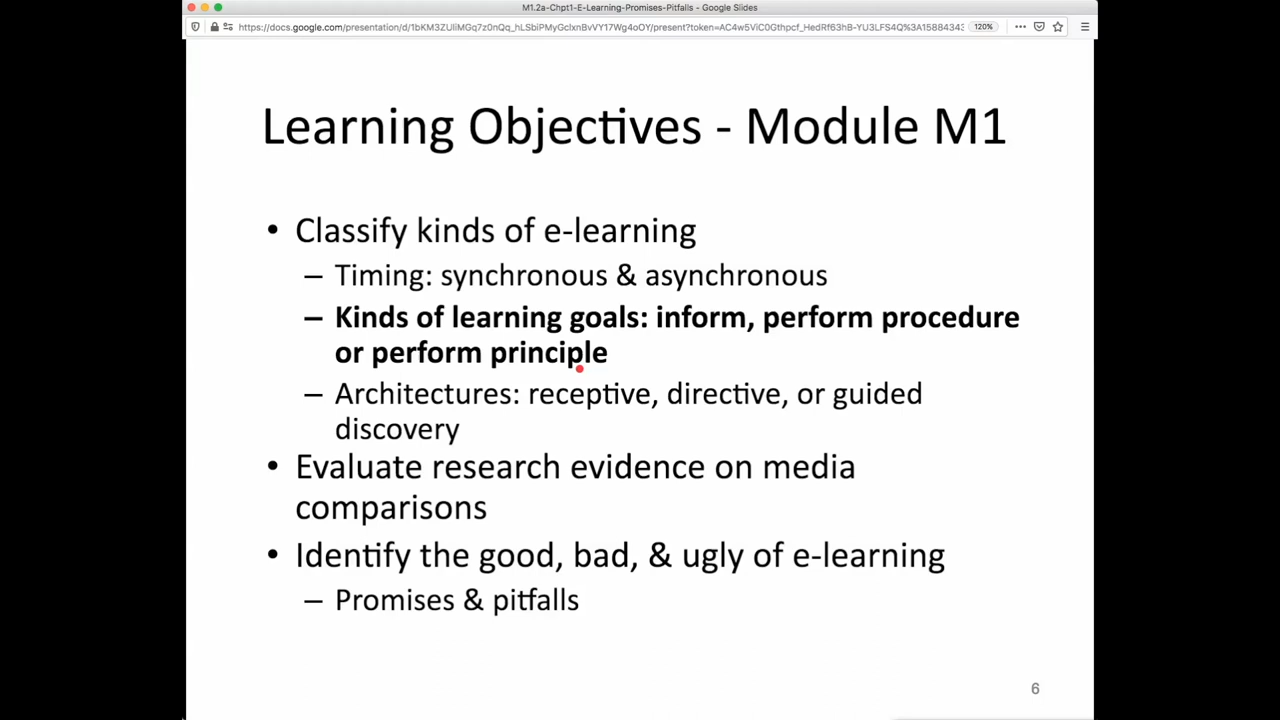 M1.2a-Chpt1-E-Learning-Promises-Pitfalls - Google Slides
120%
Learning Objectives - Module M1
• Classify kinds of e-learning
– Timing: synchronous & asynchronous
– Kinds of learning goals: inform, perform procedure
or perform principle
– Architectures: receptive, directive, or guided
discovery
• Evaluate research evidence on media
comparisons
• Identify the good, bad, & ugly of e-learning
– Promises & pitfalls
6